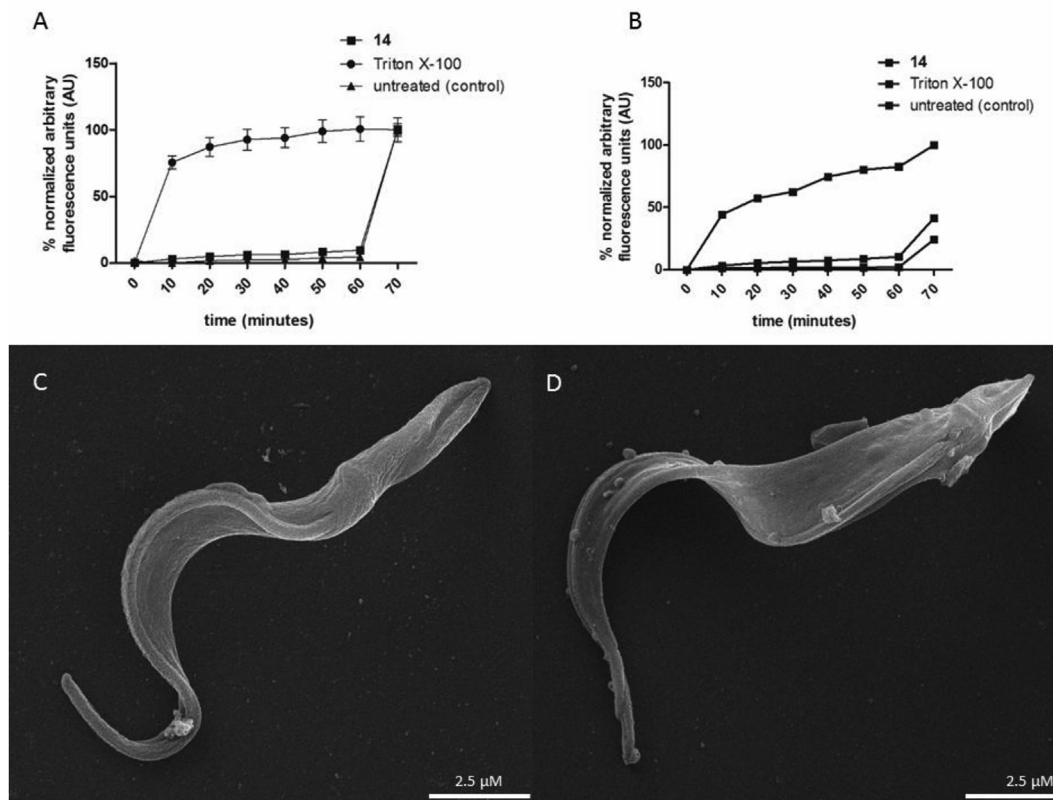 A
14
Triton X-100
untreated (control)
% normalized arbitrary
fluorescence units (AU)
150
100
50
0
0 10 20 30 40 50 60 70
time (minutes)
B
14
Triton X-100
untreated (control)
% normalized arbitrary
fluorescence units (AU)
150
100
50
0
0 10 20 30 40 50 60 70
time (minutes)
C
2.5 µM
D
2.5 µM